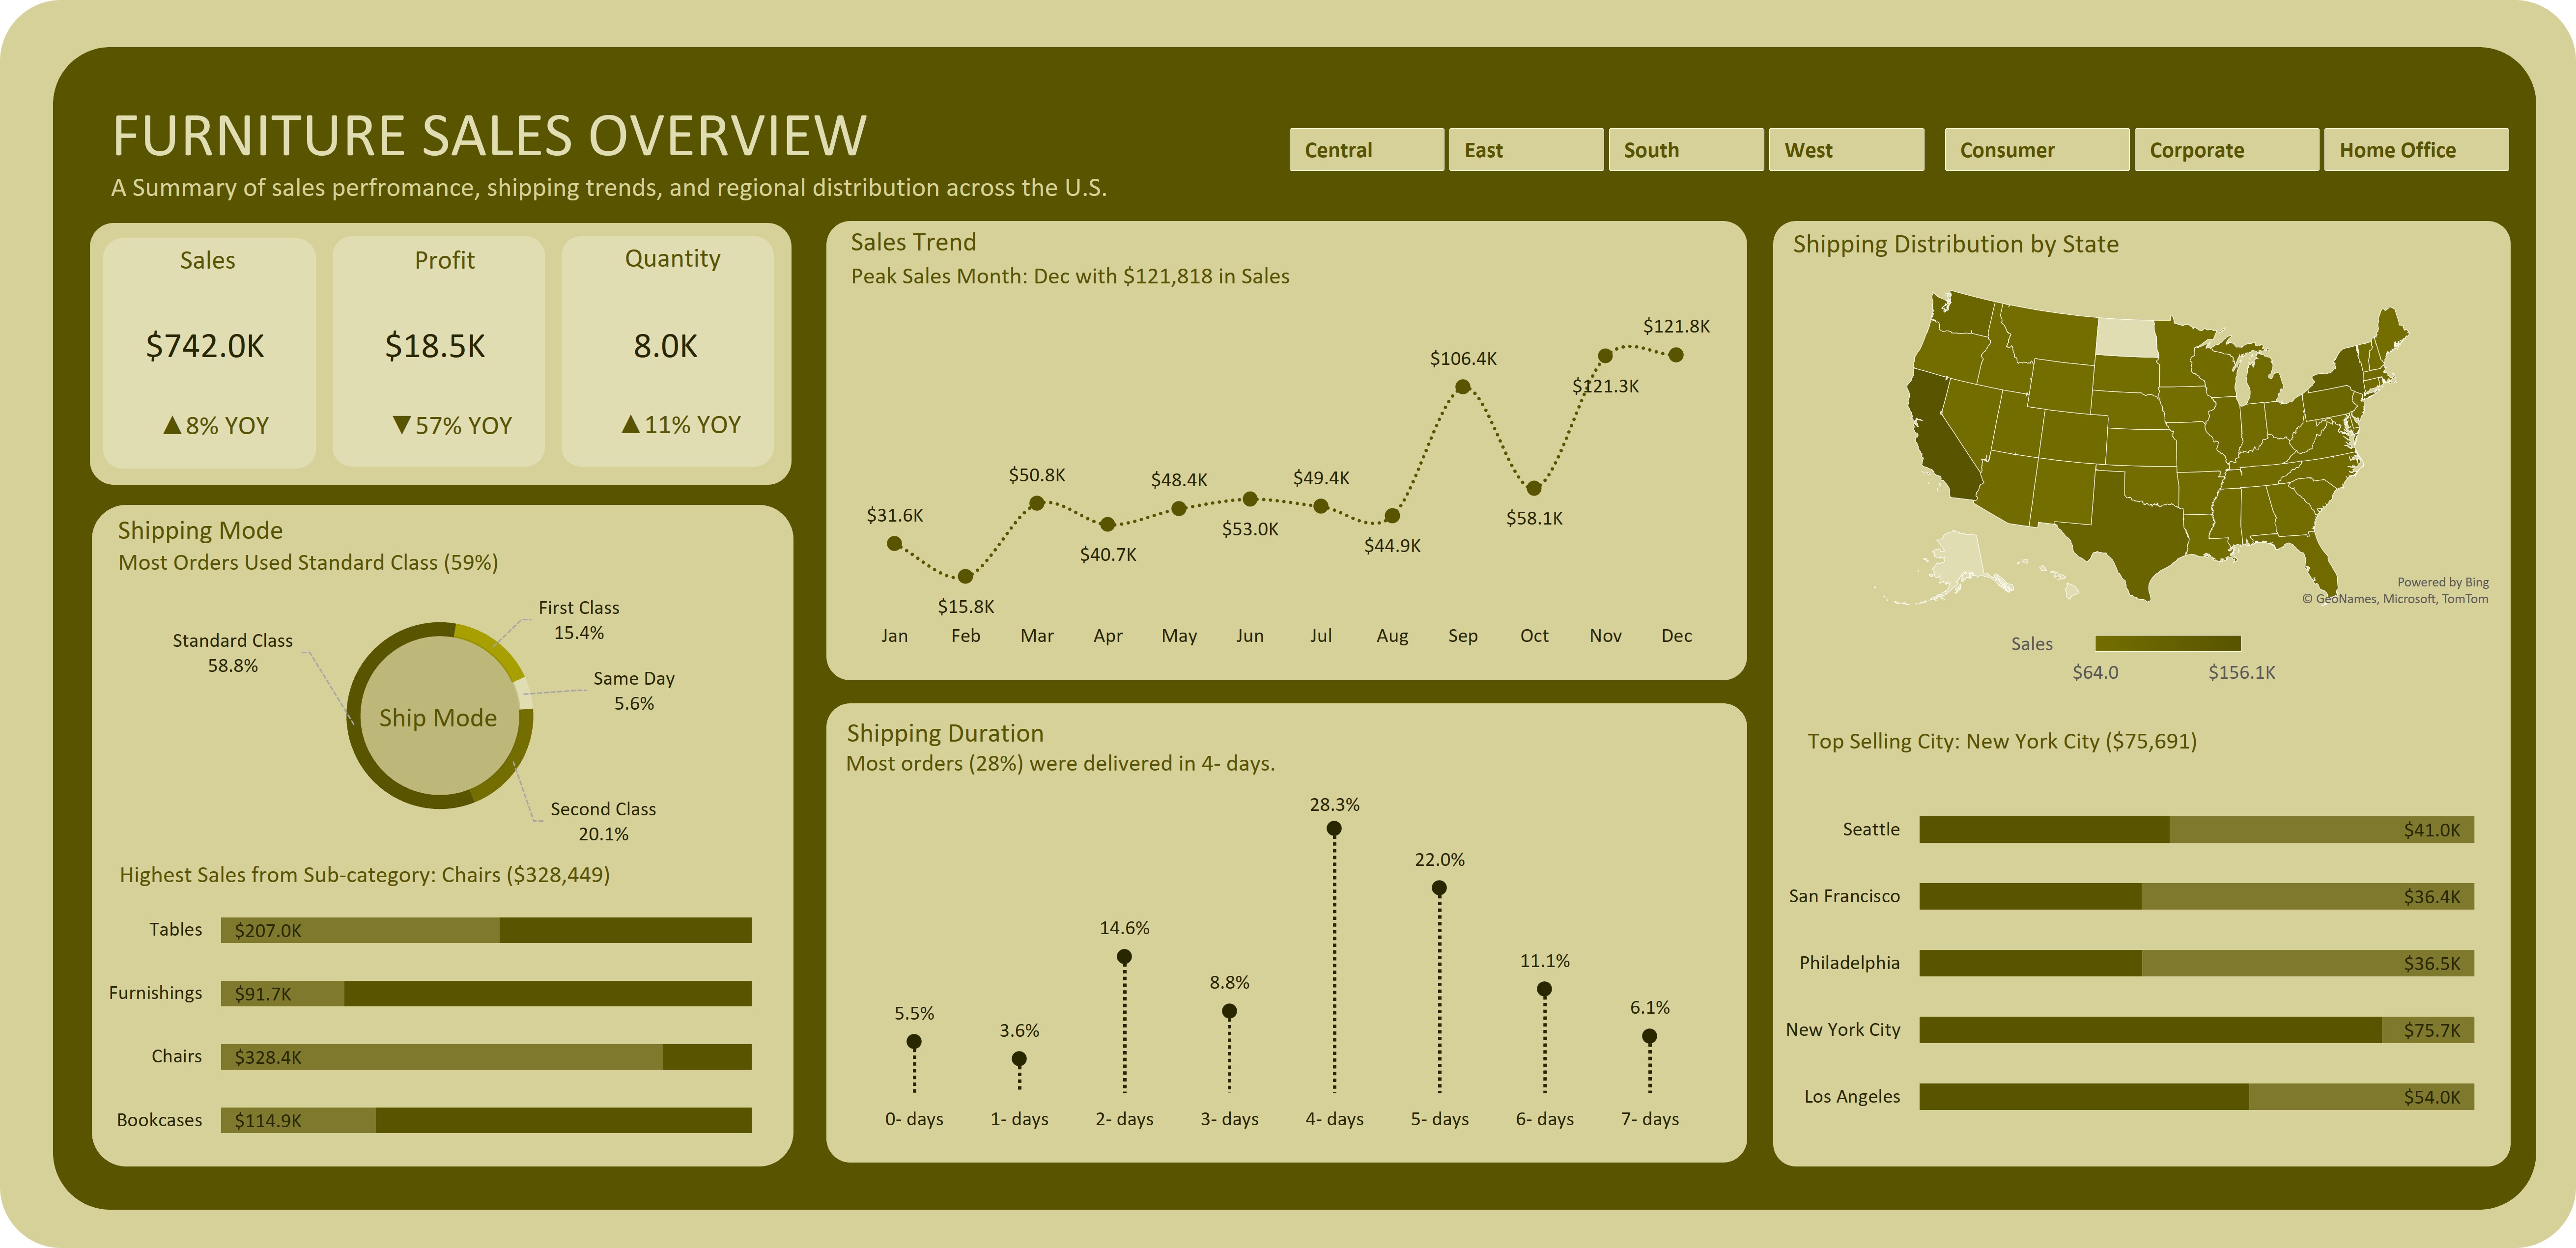 FURNITURE SALES OVERVIEW
A Summary of sales perfromance, shipping trends, and regional distribution across the U.S.
Central
East
South
West
Consumer
Corporate
Home Office
Sales
$742.0K
▲8% YOY
Profit
$18.5K
▼57% YOY
Quantity
8.0K
▲11% YOY
Shipping Mode
Most Orders Used Standard Class (59%)
First Class
15.4%
Standard Class
58.8%
Same Day
5.6%
Ship Mode
Second Class
20.1%
Highest Sales from Sub-category: Chairs ($328,449)
Tables $207.0K
Furnishings $91.7K
Chairs $328.4K
Bookcases $114.9K
Sales Trend
Peak Sales Month: Dec with $121,818 in Sales
$31.6K
$15.8K
$50.8K
$40.7K
$48.4K
$53.0K
$49.4K
$44.9K
$106.4K
$58.1K
$121.3K
$121.8K
Jan Feb Mar Apr May Jun Jul Aug Sep Oct Nov Dec
Shipping Duration
Most orders (28%) were delivered in 4- days.
5.5%
3.6%
14.6%
8.8%
28.3%
22.0%
11.1%
6.1%
0- days 1- days 2- days 3- days 4- days 5- days 6- days 7- days
Shipping Distribution by State
Powered by Bing
© GeoNames, Microsoft, TomTom
Sales
$64.0 $156.1K
Top Selling City: New York City ($75,691)
Seattle $41.0K
San Francisco $36.4K
Philadelphia $36.5K
New York City $75.7K
Los Angeles $54.0K